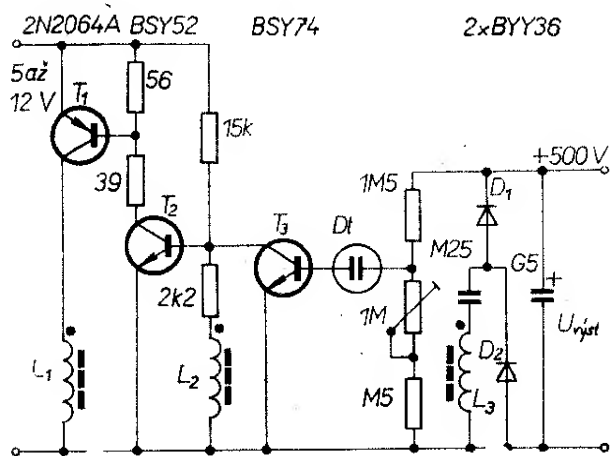 2N2064A BSY52 BSY74 2xBYY36
5až
12 V
T1
56
15k
39
T2
T3
Dt
1M5
+500 V
D1
M25
G5
2k2
1M
+
Uvýst
L1
L2
M5
L3
D2